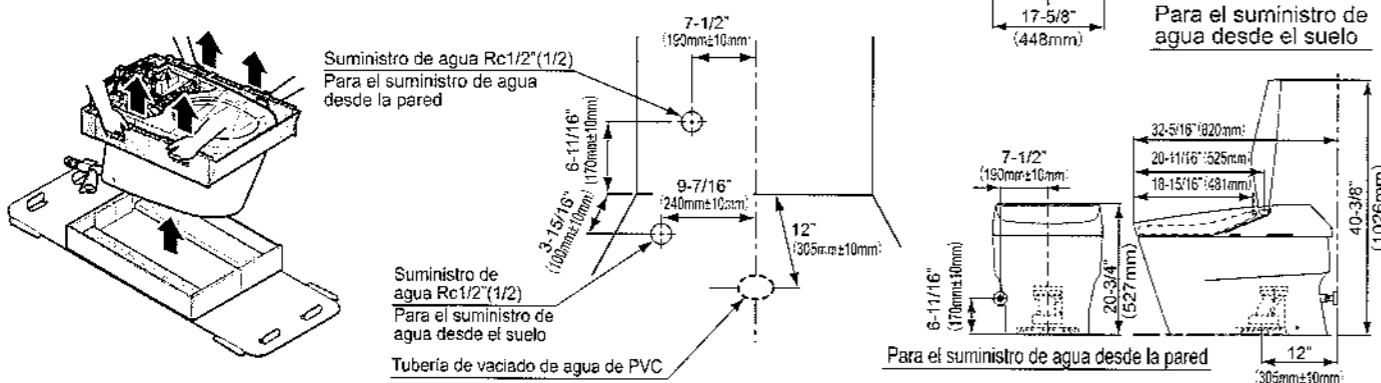 7-1/2"
(190mm±10mm)
Suministro de agua Rc1/2"(1/2)
Para el suministro de agua
desde la pared
6-11/16"
(170mm±10mm)
9-7/16"
(240mm±10mm)
3-15/16"
(100mm±10mm)
12"
(305mm±10mm)
Suministro de
agua Rc1/2"(1/2)
Para el suministro de
agua desde el suelo
Tubería de vaciado de agua de PVC
17-5/8"
(448mm)
Para el suministro de
agua desde el suelo
32-5/16"(820mm)
20-11/16"(525mm)
18-15/16"(481mm)
7-1/2"
(190mm±10mm)
40-3/8"
(1026mm)
20-3/4"
(527mm)
6-11/16"
(170mm±10mm)
Para el suministro de agua desde la pared
12"
(305mm±10mm)